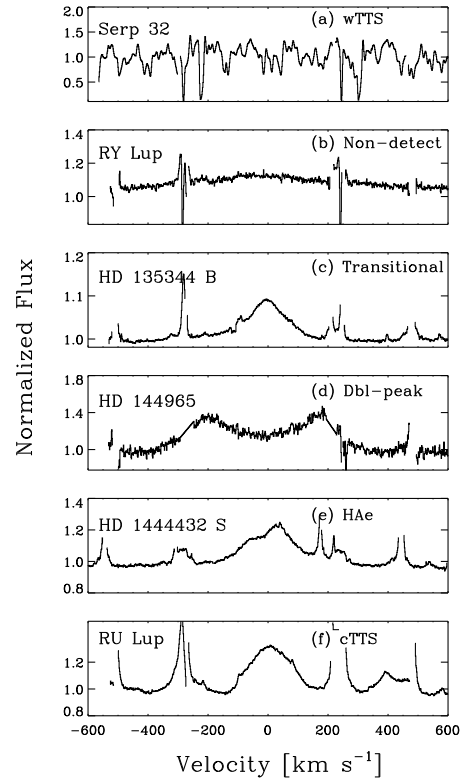 2.0
1.5
1.0
0.5
Serp 32
(a) wTTS
1.4
1.2
1.0
RY Lup
(b) Non-detect
1.2
1.1
1.0
HD 135344 B
(c) Transitional
1.8
1.4
1.0
HD 144965
(d) Dbl-peak
1.4
1.2
1.0
0.8
HD 1444432 S
(e) HAe
1.2
1.0
0.8
RU Lup
(f) cTTS
-600 -400 -200 0 200 400 600
Velocity [km s⁻¹]
Normalized Flux